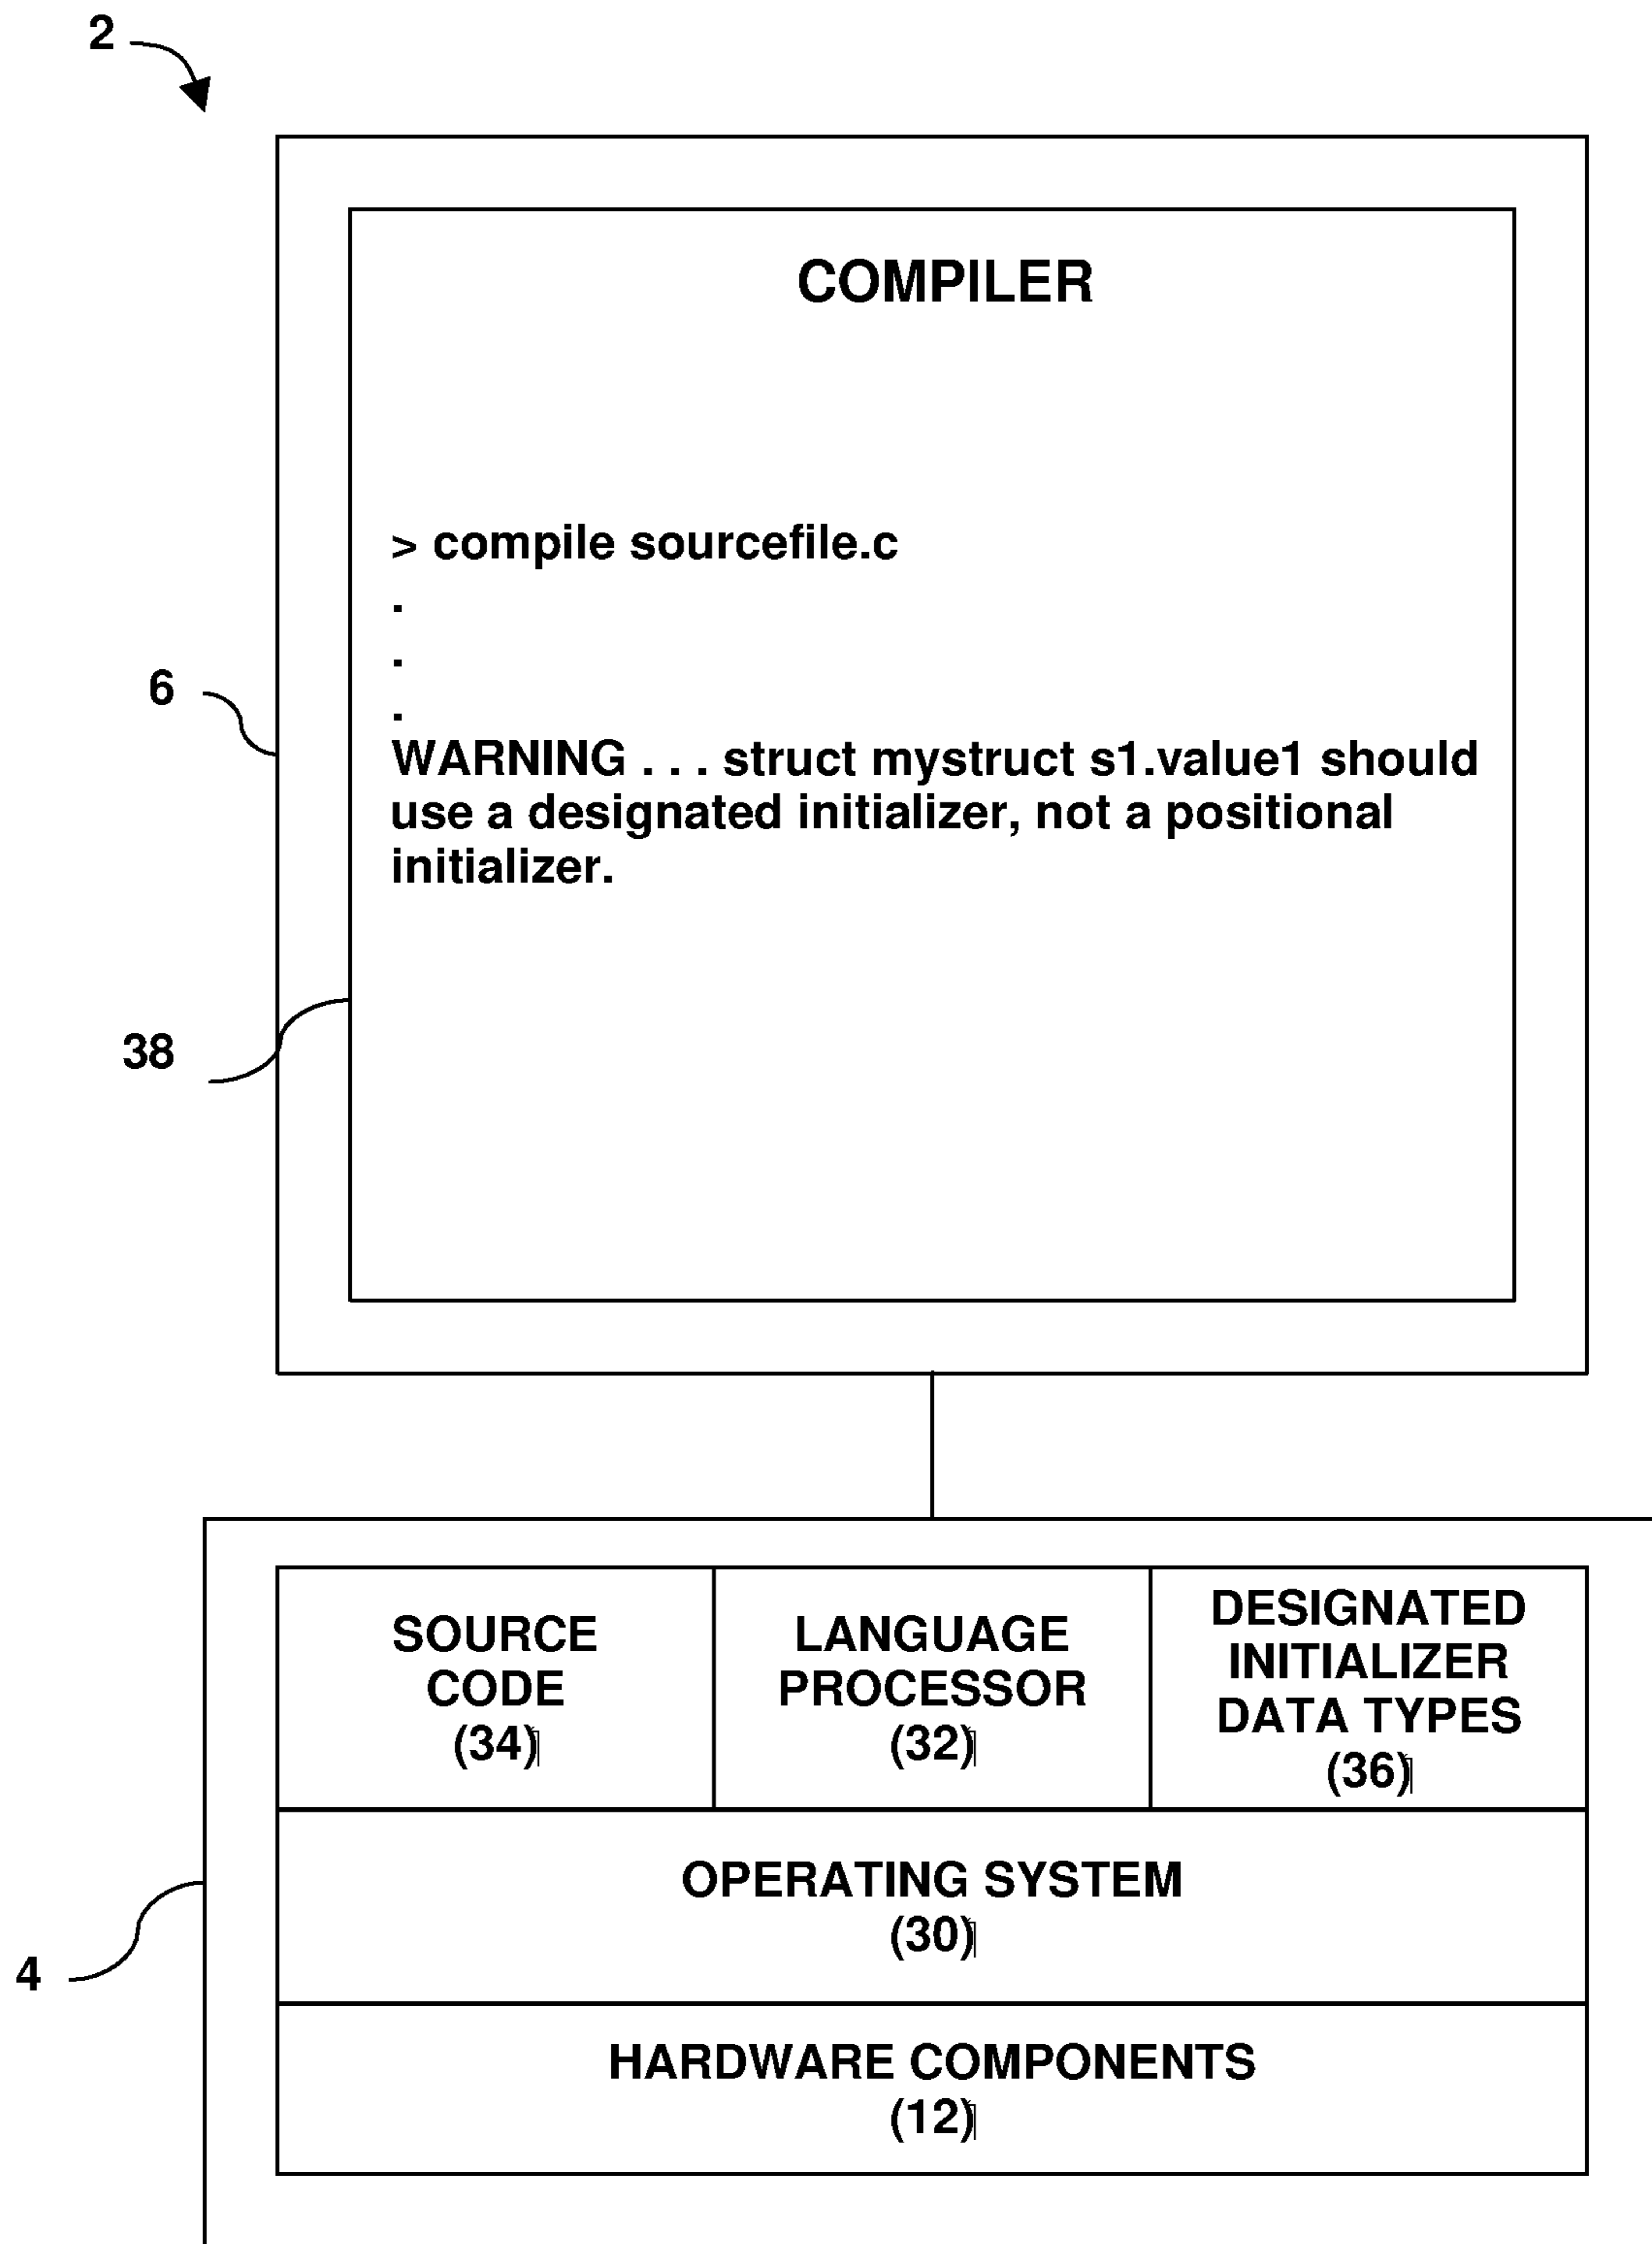 2
COMPILER
> compile sourcefile.c
.
.
.
WARNING . . . struct mystruct s1.value1 should
use a designated initializer, not a positional
initializer.
6
38
SOURCE
CODE
(34)
LANGUAGE
PROCESSOR
(32)
DESIGNATED
INITIALIZER
DATA TYPES
(36)
OPERATING SYSTEM
(30)
4
HARDWARE COMPONENTS
(12)